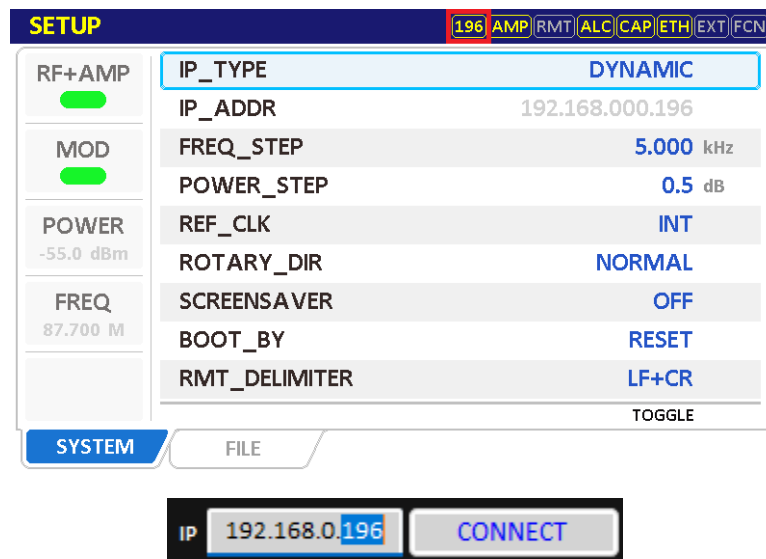 SETUP 196 AMP RMT ALC CAP ETH EXT FCN
RF+AMP
MOD
POWER
-55.0 dBm
FREQ
87.700 M
IP_TYPE DYNAMIC
IP_ADDR 192.168.000.196
FREQ_STEP 5.000 kHz
POWER_STEP 0.5 dB
REF_CLK INT
ROTARY_DIR NORMAL
SCREENSAVER OFF
BOOT_BY RESET
RMT_DELIMITER LF+CR
TOGGLE
SYSTEM FILE
IP 192.168.0.196 CONNECT